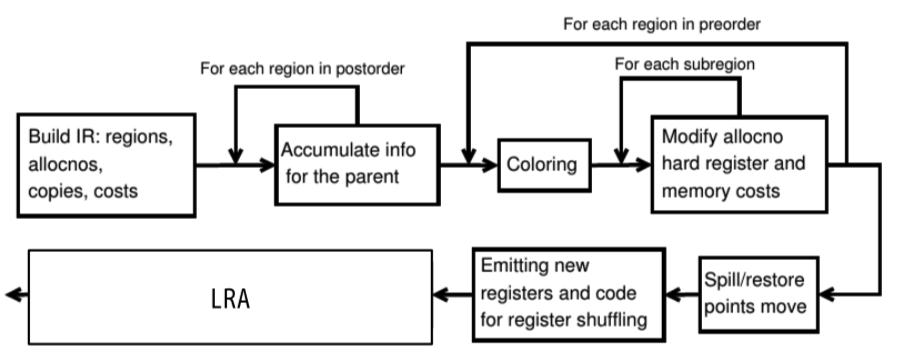 For each region in preorder
For each region in postorder
For each subregion
Build IR: regions,
allocnos,
copies, costs
Accumulate info
for the parent
Coloring
Modify allocno
hard register and
memory costs
LRA
Emitting new
registers and code
for register shuffling
Spill/restore
points move